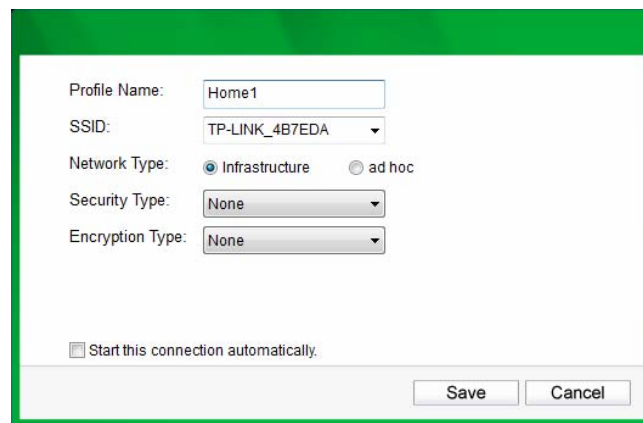 Profile Name: Home1
SSID: TP-LINK_4B7EDA
Network Type: Infrastructure ad hoc
Security Type: None
Encryption Type: None
Start this connection automatically.
Save Cancel